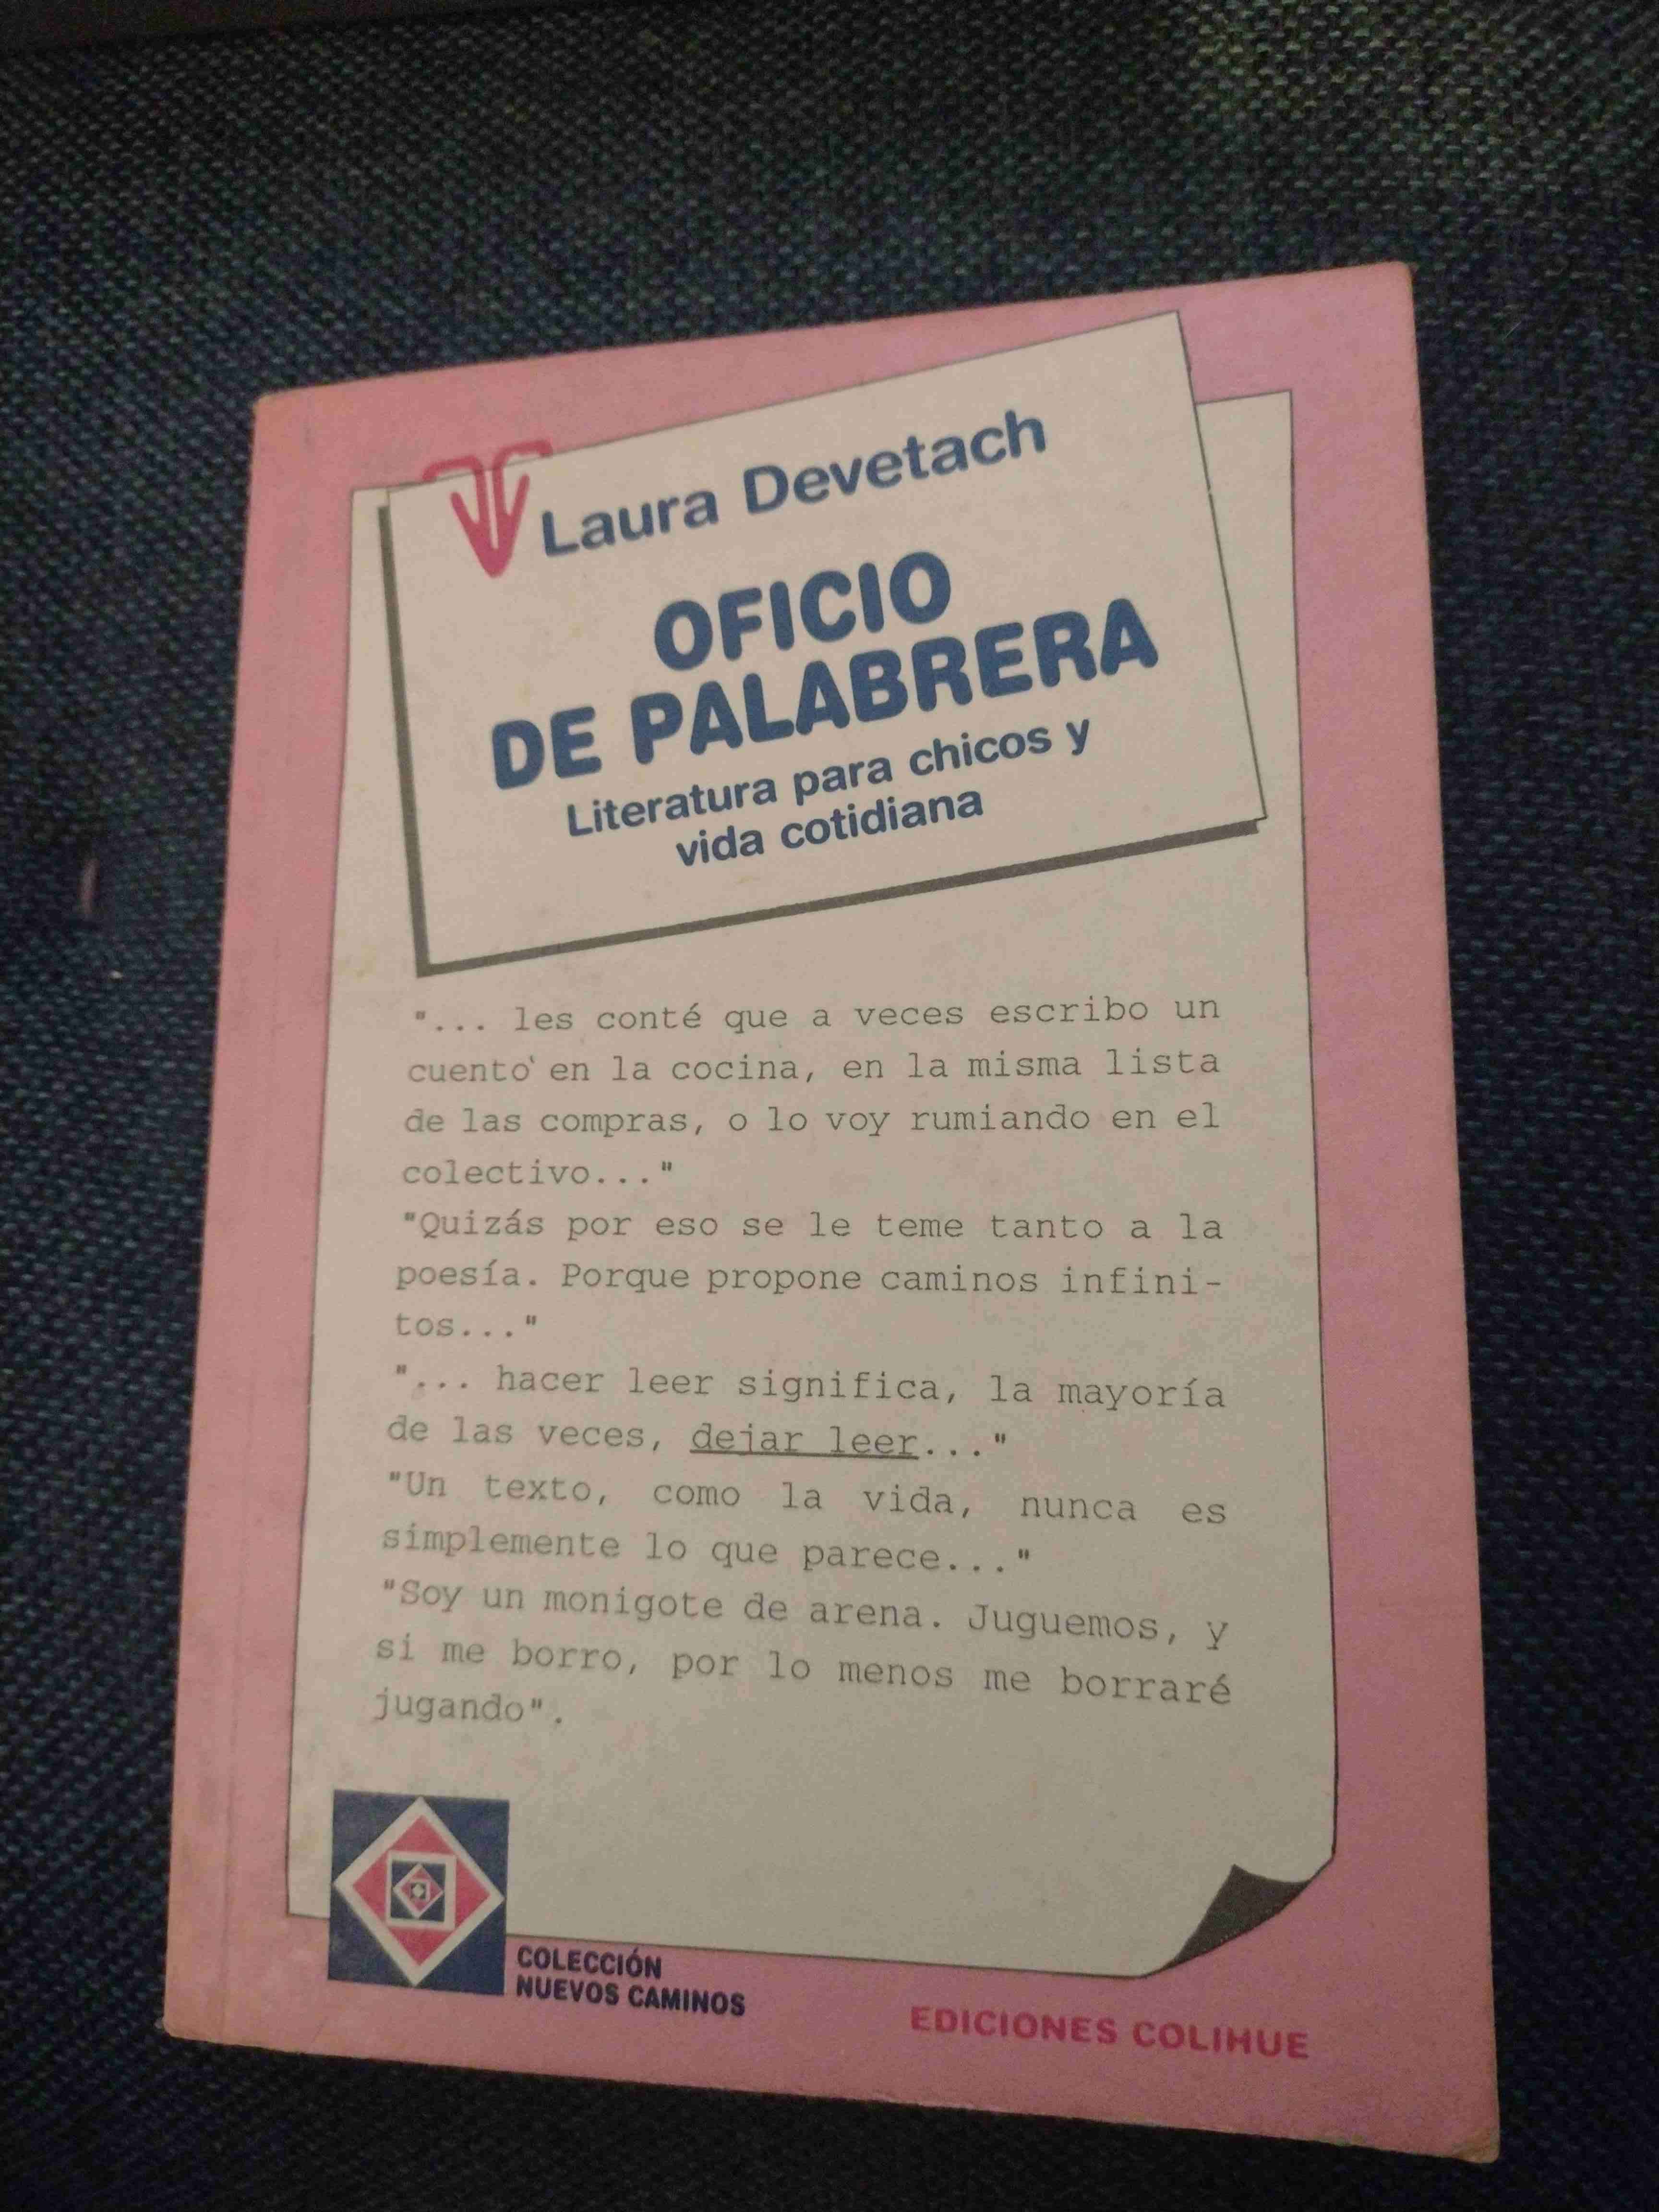 Laura Devetach
OFICIO
DE PALABRERA
Literatura para chicos y
vida cotidiana
"... les conté que a veces escribo un
cuento en la cocina, en la misma lista
de las compras, o lo voy rumiando en el
colectivo..."
"Quizás por eso se le teme tanto a la
poesía. Porque propone caminos infini-
tos..."
"... hacer leer significa, la mayoría
de las veces, dejar leer..."
"Un texto, como la vida, nunca es
simplemente lo que parece..."
"Soy un monigote de arena. Juguemos, y
si me borro, por lo menos me borraré
jugando".
COLECCIÓN
NUEVOS CAMINOS
EDICIONES COLIHUE